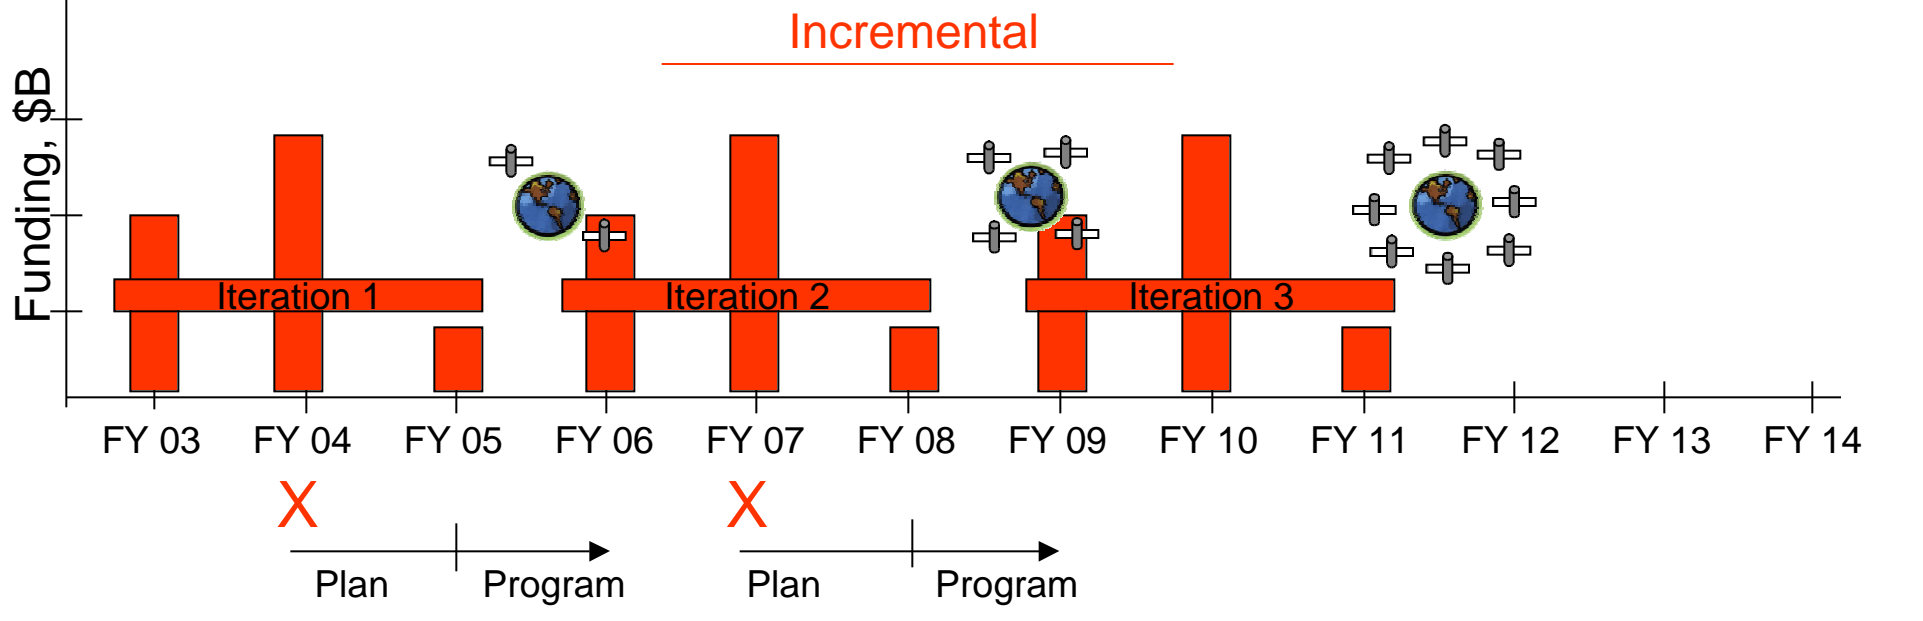 Incremental
Funding, $B
Iteration 1
Iteration 2
Iteration 3
FY 03
FY 04
FY 05
FY 06
FY 07
FY 08
FY 09
FY 10
FY 11
FY 12
FY 13
FY 14
X
X
Plan
Program
Plan
Program